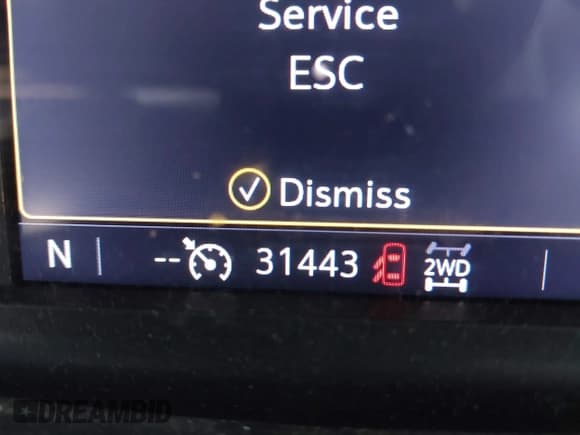 Service
ESC
Dismiss
N -- 31443 2WD
DREAMBID